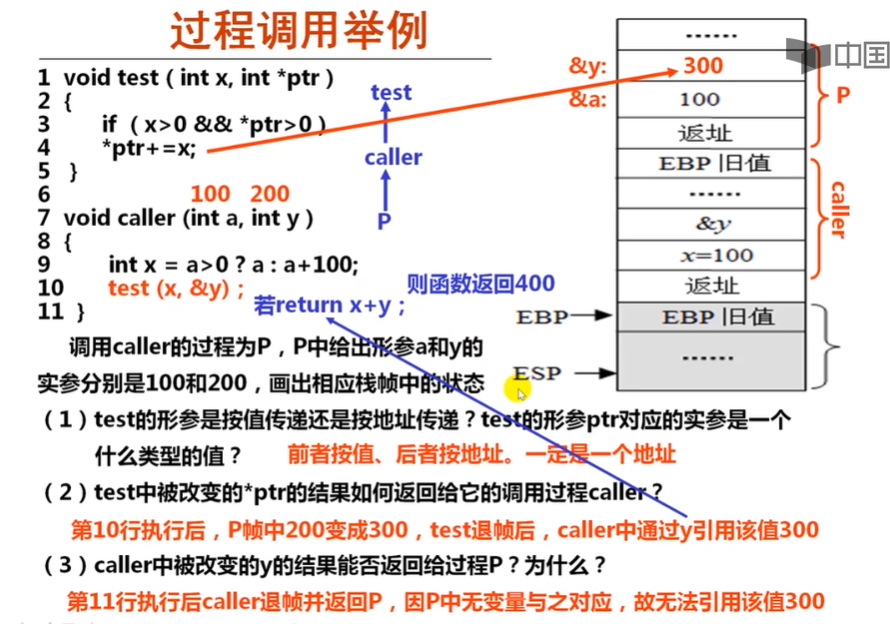 过程调用举例
中国
1 void test ( int x, int *ptr )
2 {
3 if ( x>0 && *ptr>0 )
4 *ptr+=x;
5 }
6
100 200
7 void caller (int a, int y )
8 {
9 int x = a>0 ? a : a+100;
10 test (x, &y) ;
11 }
若return x+y ;
则函数返回400
test
caller
P
......
&y: 300
&a: 100
返址
EBP 旧值
......
&y
x=100
返址
EBP EBP 旧值
......
ESP
P
caller
调用caller的过程为P，P中给出形参a和y的
实参分别是100和200，画出相应栈帧中的状态
（1）test的形参是按值传递还是按地址传递？test的形参ptr对应的实参是一个
什么类型的值？ 前者按值、后者按地址。一定是一个地址
（2）test中被改变的*ptr的结果如何返回给它的调用过程caller？
第10行执行后，P帧中200变成300，test退帧后，caller中通过y引用该值300
（3）caller中被改变的y的结果能否返回给过程P？为什么？
第11行执行后caller退帧并返回P，因P中无变量与之对应，故无法引用该值300